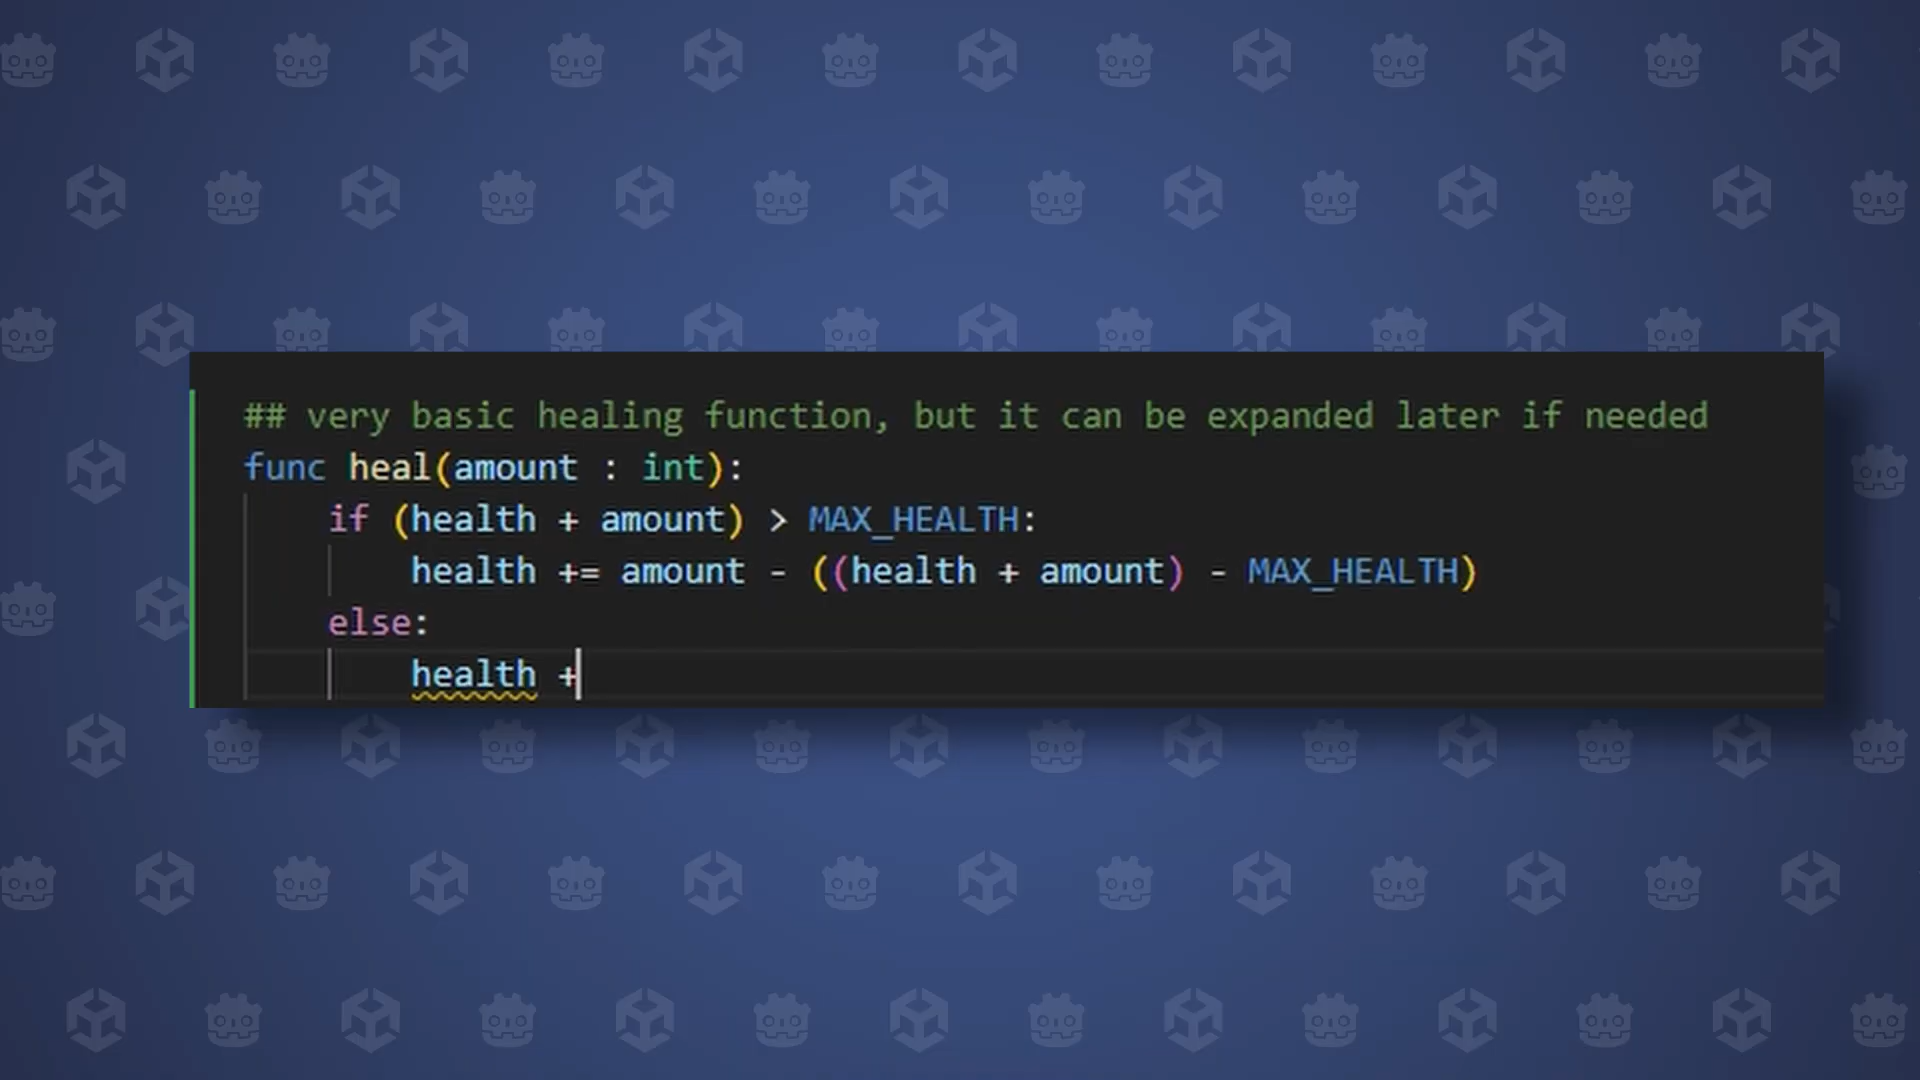 ## very basic healing function, but it can be expanded later if needed
func heal(amount : int):
if (health + amount) > MAX_HEALTH:
health += amount - ((health + amount) - MAX_HEALTH)
else:
health +